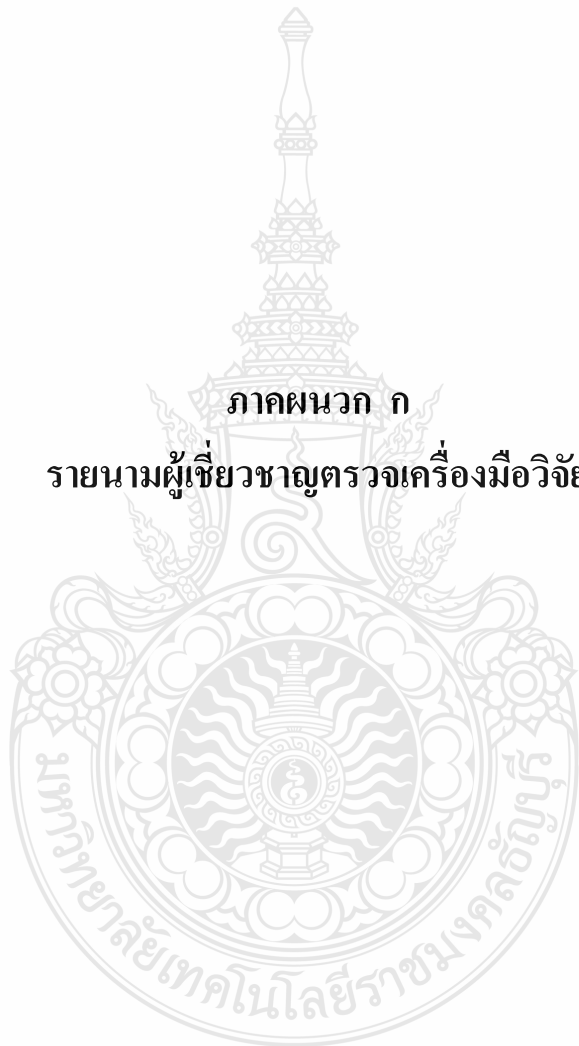 ภาคผนวก ก
รายนามผู้เชี่ยวชาญตรวจเครื่องมือวิจัย
มหาวิทยาลัยเทคโนโลยีราชมงคลธัญบุรี